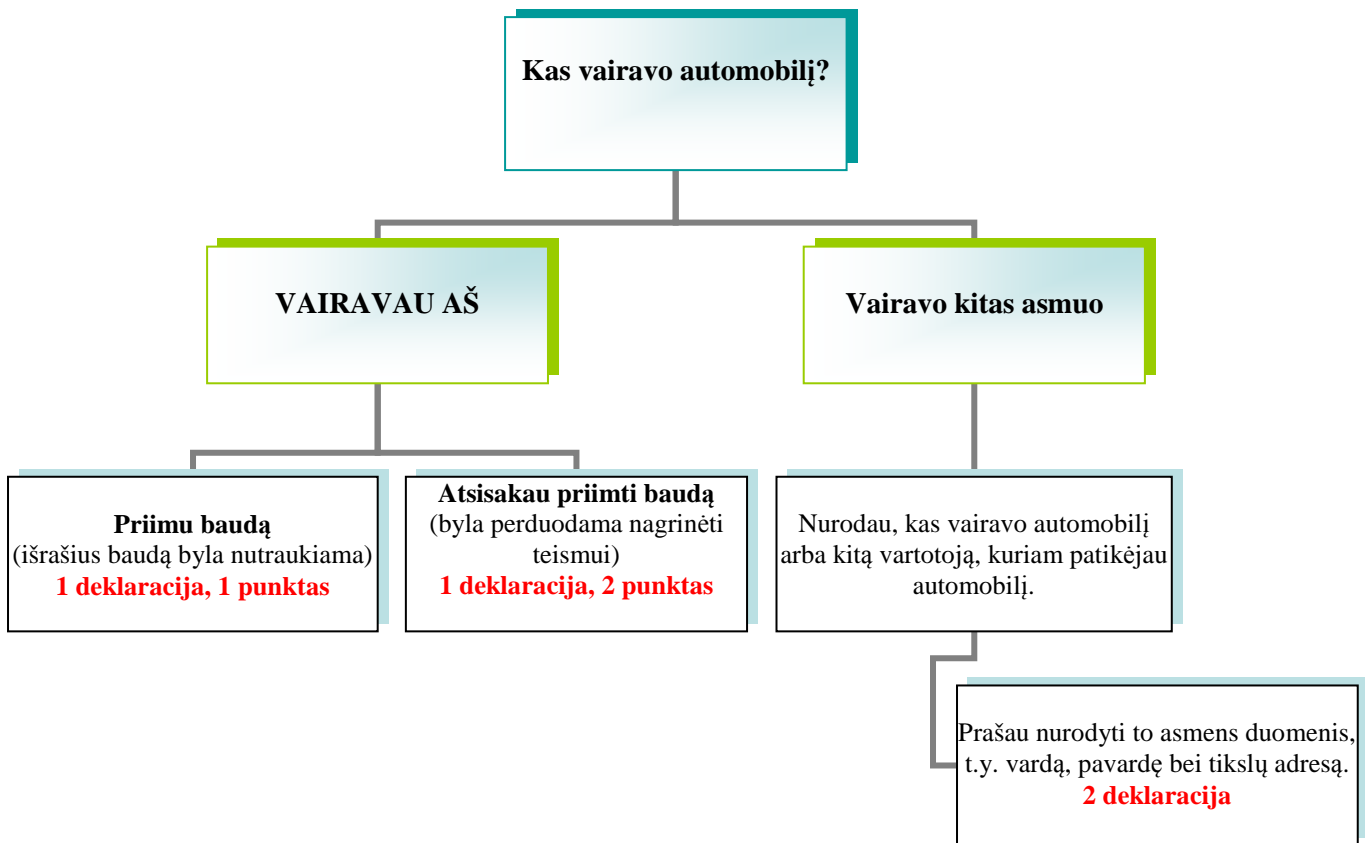 Kas vairavo automobilį?
VAIRAVAU AŠ
Vairavo kitas asmuo
Priimu baudą
(išrašius baudą byla nutraukiama)
1 deklaracija, 1 punktas
Atsisakau priimti baudą
(byla perduodama nagrinėti
teismui)
1 deklaracija, 2 punktas
Nurodau, kas vairavo automobilį
arba kitą vartotoją, kuriam patikėjau
automobilį.
Prašau nurodyti to asmens duomenis,
t.y. vardą, pavardę bei tikslų adresą.
2 deklaracija